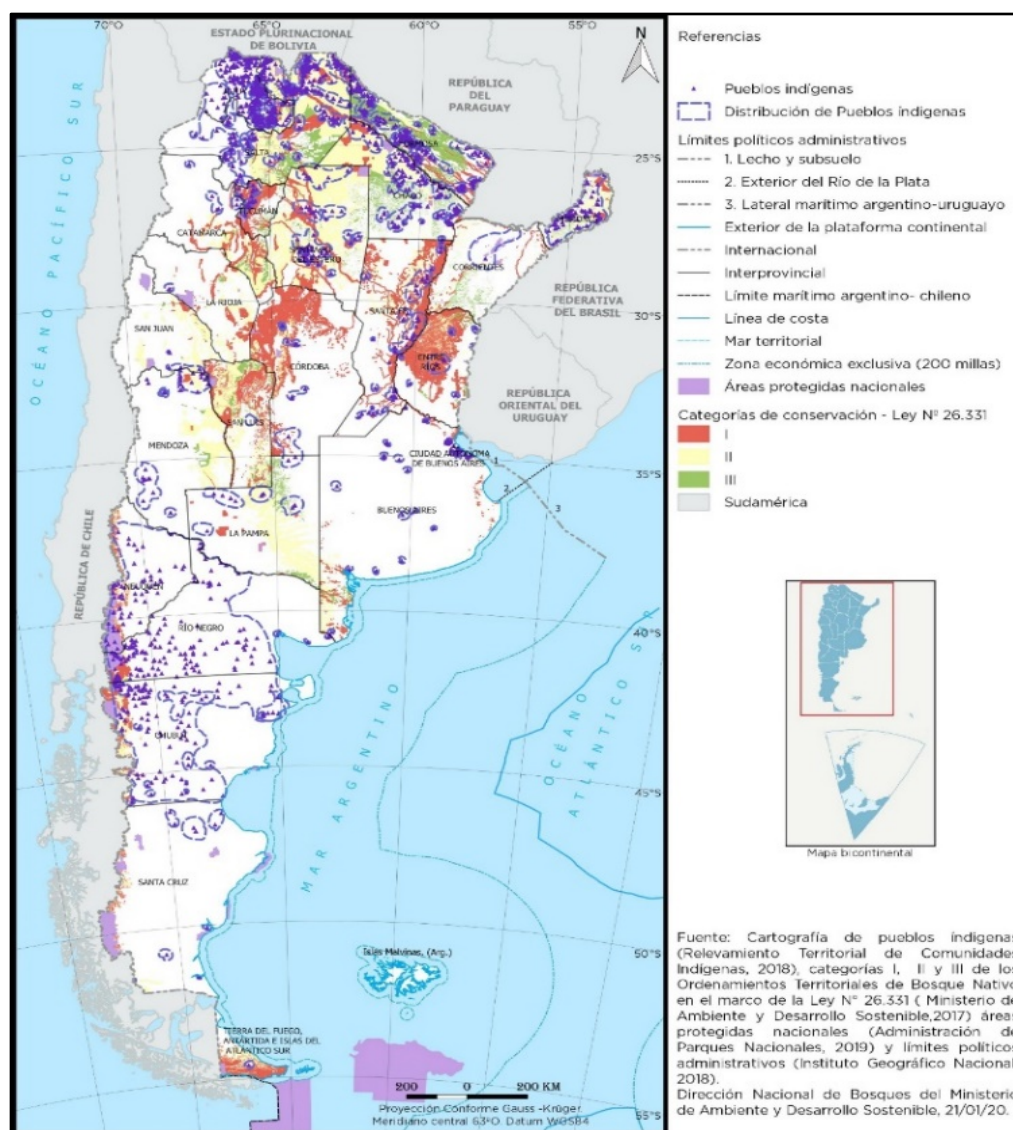 70°O
65°O
60°O
55°O
ESTADO PLURINACIONAL
DE BOLIVIA
N
REPÚBLICA
DEL
PARAGUAY
SALTA
25°S
TUCUMÁN
CATAMARCA
CORRIENTES
REPÚBLICA
FEDERATIVA
DEL BRASIL
LA RIOJA
SANTA FE
30°S
SAN JUAN
CÓRDOBA
ENTRE
RÍOS
REPÚBLICA
ORIENTAL DEL
URUGUAY
SAN LUIS
MENDOZA
CIUDAD AUTÓNOMA
DE BUENOS AIRES
1
35°S
2
3
BUENOS AIRES
LA PAMPA
NEUQUÉN
RÍO NEGRO
40°S
CHUBUT
45°S
SANTA CRUZ
Islas Malvinas, (Arg.)
50°S
TIERRA DEL FUEGO,
ANTÁRTIDA E ISLAS DEL
ATLÁNTICO SUR
55°S
OCÉANO PACÍFICO SUR
REPÚBLICA DE CHILE
MAR ARGENTINO
OCÉANO
ATLÁNTICO SUR
200 0 200 KM
Proyección Conforme Gauss -Krüger
Meridiano central 63°O. Datum WGS84
Referencias
Pueblos indígenas
Distribución de Pueblos indígenas
Límites políticos administrativos
1. Lecho y subsuelo
2. Exterior del Río de la Plata
3. Lateral marítimo argentino-uruguayo
Exterior de la plataforma continental
Internacional
Interprovincial
Límite marítimo argentino- chileno
Línea de costa
Mar territorial
Zona económica exclusiva (200 millas)
Áreas protegidas nacionales
Categorías de conservación - Ley Nº 26.331
I
II
III
Sudamérica
Mapa bicontinental
Fuente: Cartografía de pueblos indígenas
(Relevamiento Territorial de Comunidades
Indígenas, 2018), categorías I, II y III de los
Ordenamientos Territoriales de Bosque Nativo
en el marco de la Ley N° 26.331 ( Ministerio de
Ambiente y Desarrollo Sostenible,2017) áreas
protegidas nacionales (Administración de
Parques Nacionales, 2019) y límites políticos
administrativos (Instituto Geográfico Nacional
2018).
Dirección Nacional de Bosques del Ministerio
de Ambiente y Desarrollo Sostenible, 21/01/20.